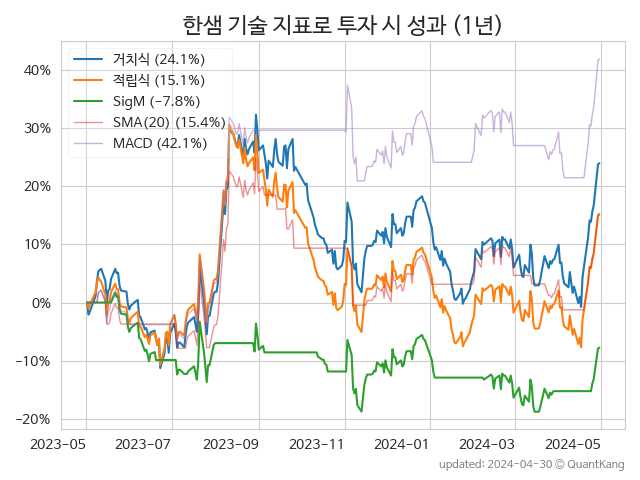 한샘 기술 지표로 투자 시 성과 (1년)
거치식 (24.1%)
적립식 (15.1%)
SigM (−7.8%)
SMA(20) (15.4%)
MACD (42.1%)
40%
30%
20%
10%
0%
−10%
−20%
2023-05 2023-07 2023-09 2023-11 2024-01 2024-03 2024-05
updated: 2024-04-30 ⓒ QuantKang